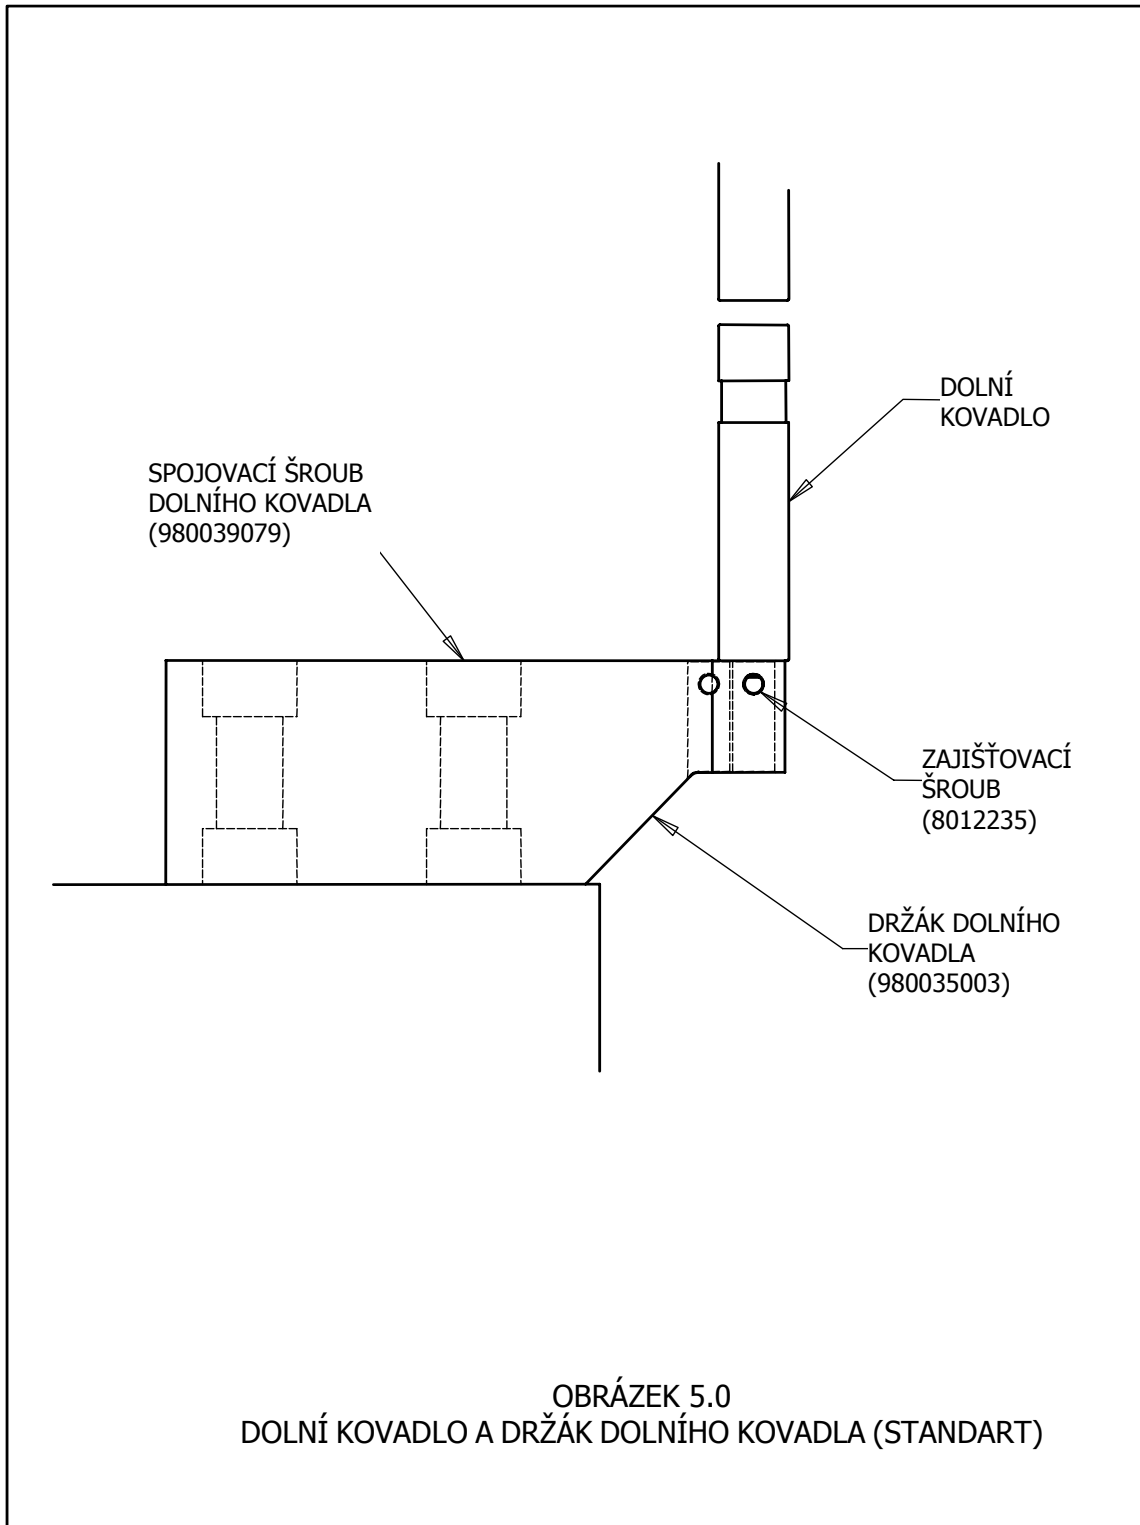 DOLNÍ
KOVADLO
SPOJOVACÍ ŠROUB
DOLNÍHO KOVADLA
(980039079)
ZAJIŠŤOVACÍ
ŠROUB
(8012235)
DRŽÁK DOLNÍHO
KOVADLA
(980035003)
OBRÁZEK 5.0
DOLNÍ KOVADLO A DRŽÁK DOLNÍHO KOVADLA (STANDART)